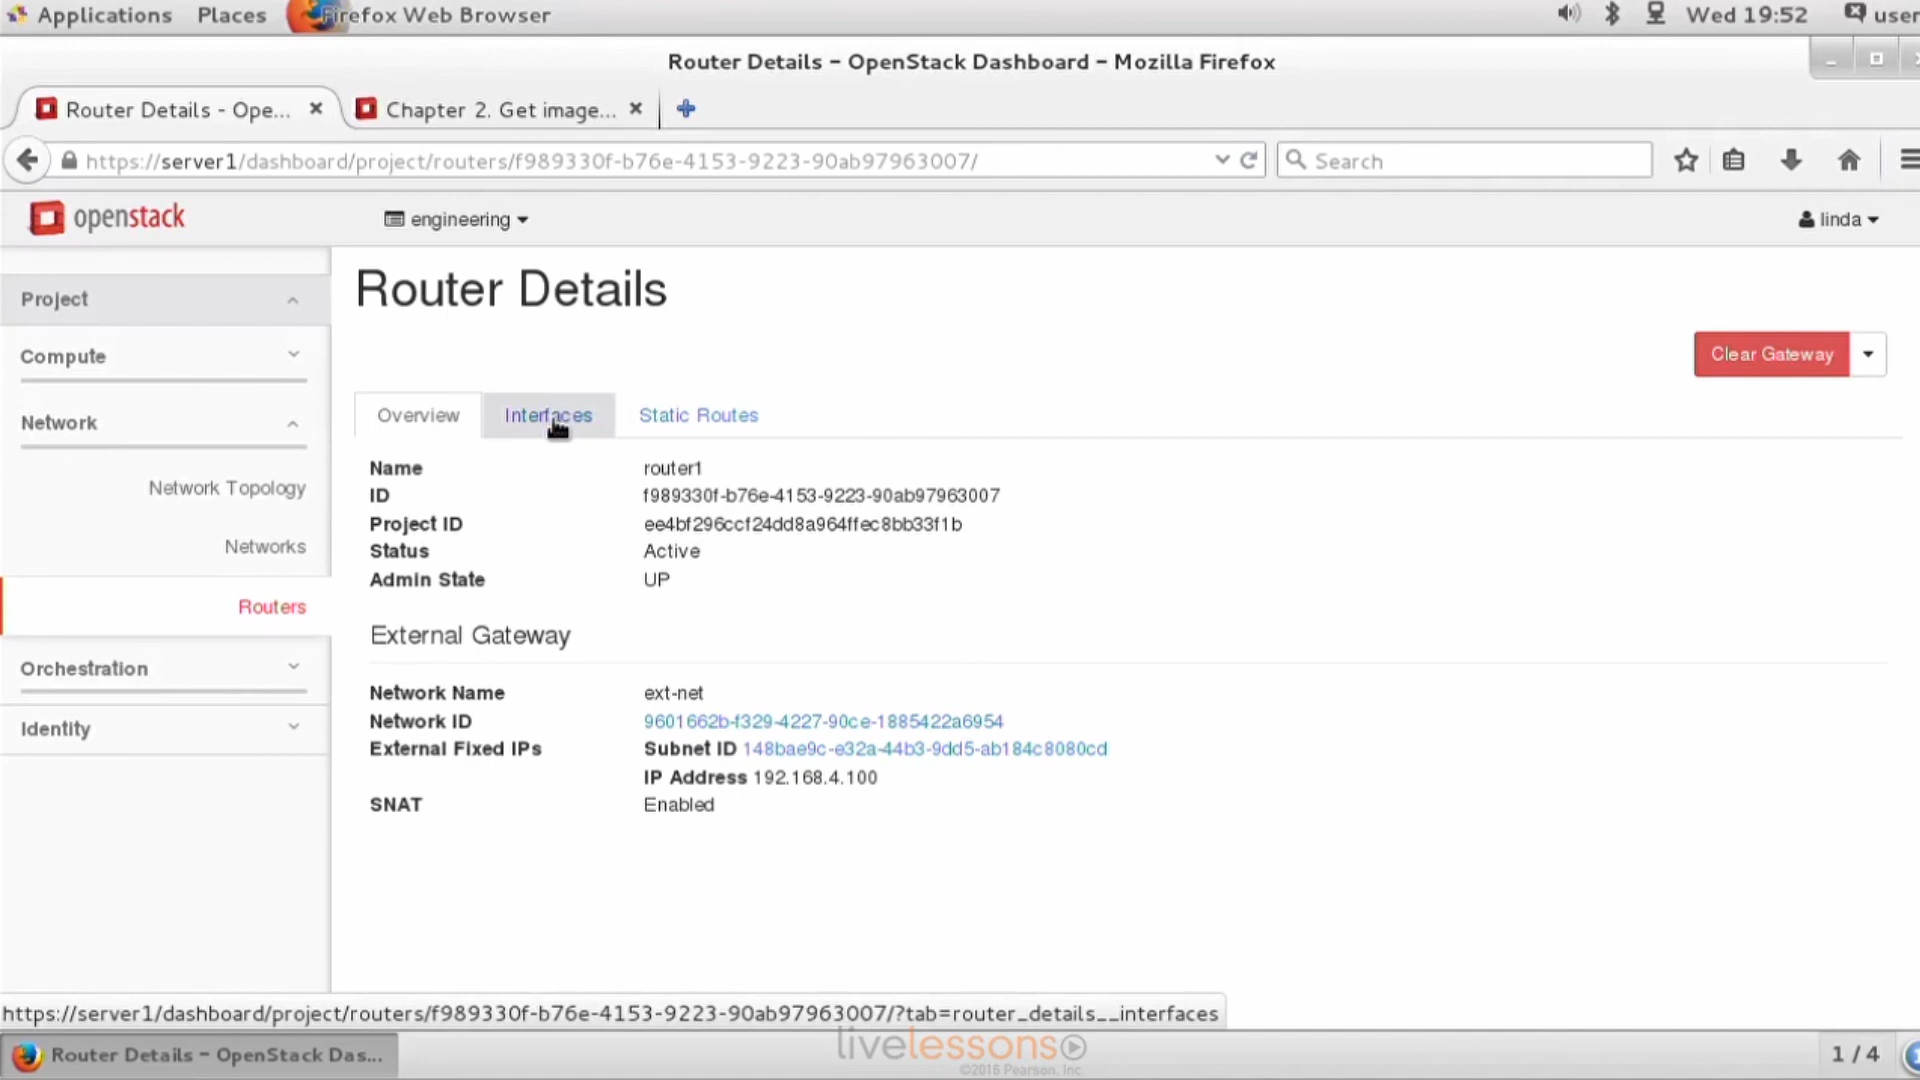 Applications Places Firefox Web Browser Wed 19:52 user
Router Details – OpenStack Dashboard – Mozilla Firefox
Router Details - Ope... Chapter 2. Get image...
https://server1/dashboard/project/routers/f989330f-b76e-4153-9223-90ab97963007/ Search
openstack engineering linda
Router Details
Project
Clear Gateway
Compute
Overview Interfaces Static Routes
Network
Name router1
Network Topology
ID f989330f-b76e-4153-9223-90ab97963007
Project ID ee4bf296ccf24dd8a964ffec8bb33f1b
Networks
Status Active
Admin State UP
Routers
External Gateway
Orchestration
Network Name ext-net
Network ID 9601662b-f329-4227-90ce-1885422a6954
Identity
External Fixed IPs Subnet ID 148bae9c-e32a-44b3-9dd5-ab184c8080cd
IP Address 192.168.4.100
SNAT Enabled
https://server1/dashboard/project/routers/f989330f-b76e-4153-9223-90ab97963007/?tab=router_details__interfaces
Router Details – OpenStack Das... livelessons 1 / 4
©2016 Pearson, Inc.